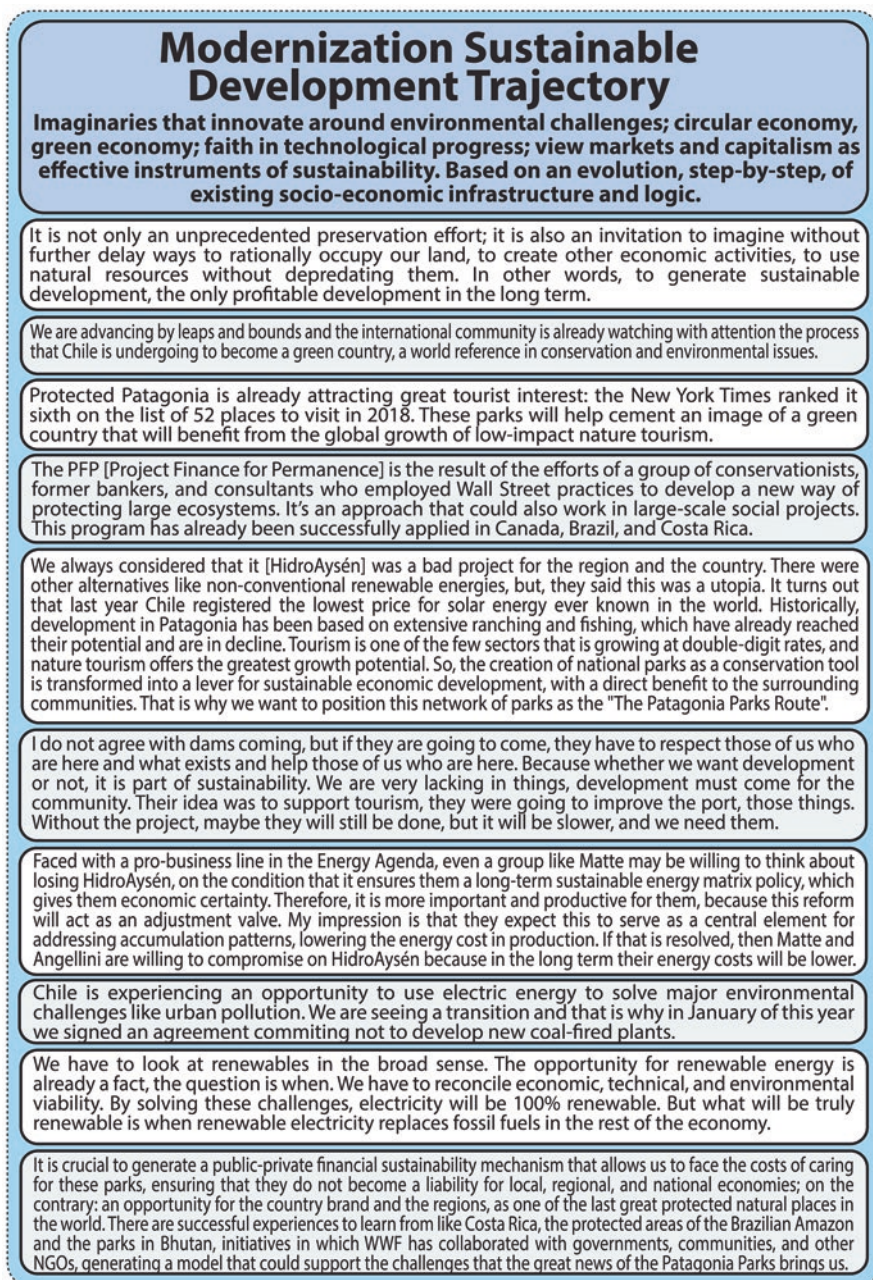 Modernization Sustainable
Development Trajectory
Imaginaries that innovate around environmental challenges; circular economy,
green economy; faith in technological progress; view markets and capitalism as
effective instruments of sustainability. Based on an evolution, step-by-step, of
existing socio-economic infrastructure and logic.
It is not only an unprecedented preservation effort; it is also an invitation to imagine without
further delay ways to rationally occupy our land, to create other economic activities, to use
natural resources without depredating them. In other words, to generate sustainable
development, the only profitable development in the long term.
We are advancing by leaps and bounds and the international community is already watching with attention the process
that Chile is undergoing to become a green country, a world reference in conservation and environmental issues.
Protected Patagonia is already attracting great tourist interest: the New York Times ranked it
sixth on the list of 52 places to visit in 2018. These parks will help cement an image of a green
country that will benefit from the global growth of low-impact nature tourism.
The PFP [Project Finance for Permanence] is the result of the efforts of a group of conservationists,
former bankers, and consultants who employed Wall Street practices to develop a new way of
protecting large ecosystems. It's an approach that could also work in large-scale social projects.
This program has already been successfully applied in Canada, Brazil, and Costa Rica.
We always considered that it [HidroAysén] was a bad project for the region and the country. There were
other alternatives like non-conventional renewable energies, but, they said this was a utopia. It turns out
that last year Chile registered the lowest price for solar energy ever known in the world. Historically,
development in Patagonia has been based on extensive ranching and fishing, which have already reached
their potential and are in decline. Tourism is one of the few sectors that is growing at double-digit rates, and
nature tourism offers the greatest growth potential. So, the creation of national parks as a conservation tool
is transformed into a lever for sustainable economic development, with a direct benefit to the surrounding
communities. That is why we want to position this network of parks as the "The Patagonia Parks Route".
I do not agree with dams coming, but if they are going to come, they have to respect those of us who
are here and what exists and help those of us who are here. Because whether we want development
or not, it is part of sustainability. We are very lacking in things, development must come for the
community. Their idea was to support tourism, they were going to improve the port, those things.
Without the project, maybe they will still be done, but it will be slower, and we need them.
Faced with a pro-business line in the Energy Agenda, even a group like Matte may be willing to think about
losing HidroAysén, on the condition that it ensures them a long-term sustainable energy matrix policy, which
gives them economic certainty. Therefore, it is more important and productive for them, because this reform
will act as an adjustment valve. My impression is that they expect this to serve as a central element for
addressing accumulation patterns, lowering the energy cost in production. If that is resolved, then Matte and
Angellini are willing to compromise on HidroAysén because in the long term their energy costs will be lower.
Chile is experiencing an opportunity to use electric energy to solve major environmental
challenges like urban pollution. We are seeing a transition and that is why in January of this year
we signed an agreement commiting not to develop new coal-fired plants.
We have to look at renewables in the broad sense. The opportunity for renewable energy is
already a fact, the question is when. We have to reconcile economic, technical, and environmental
viability. By solving these challenges, electricity will be 100% renewable. But what will be truly
renewable is when renewable electricity replaces fossil fuels in the rest of the economy.
It is crucial to generate a public-private financial sustainability mechanism that allows us to face the costs of caring
for these parks, ensuring that they do not become a liability for local, regional, and national economies; on the
contrary: an opportunity for the country brand and the regions, as one of the last great protected natural places in
the world. There are successful experiences to learn from like Costa Rica, the protected areas of the Brazilian Amazon
and the parks in Bhutan, initiatives in which WWF has collaborated with governments, communities, and other
NGOs, generating a model that could support the challenges that the great news of the Patagonia Parks brings us.